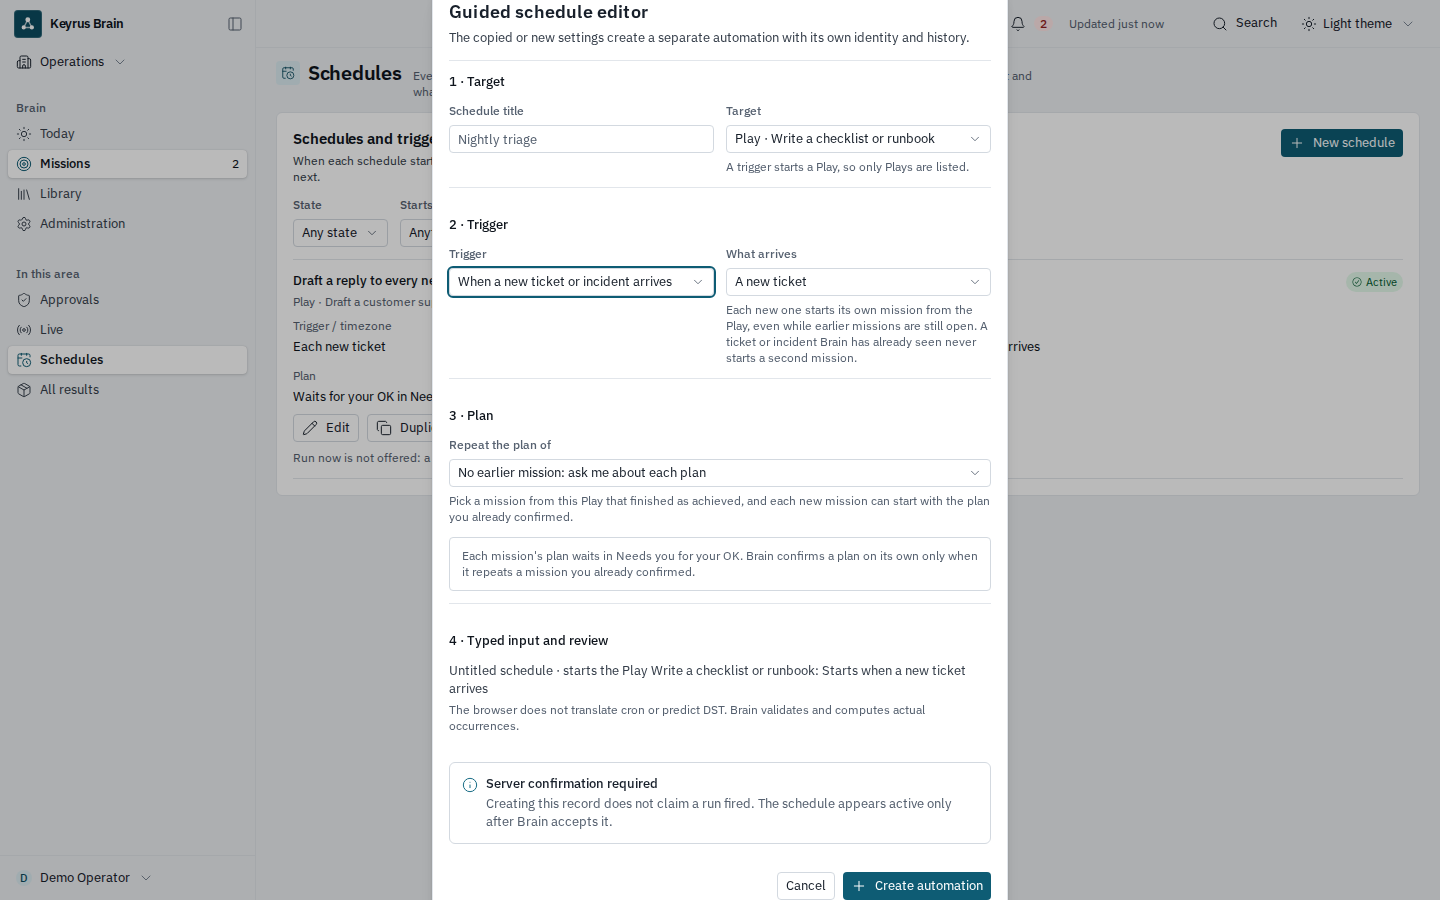 Keyrus Brain
Operations
Brain
Today
Missions 2
Library
Administration
In this area
Approvals
Live
Schedules
All results
D Demo Operator
2 Updated just now Search Light theme
Schedules
Eve
wha
t and
Schedules and trigge
When each schedule start
next.
State
Starts
Any state
Any
New schedule
Draft a reply to every ne
Play · Draft a customer su
Trigger / timezone
Each new ticket
rrives
Active
Plan
Waits for your OK in Nee
Edit
Dupli
Run now is not offered: a
Guided schedule editor
The copied or new settings create a separate automation with its own identity and history.
1 · Target
Schedule title
Nightly triage
Target
Play · Write a checklist or runbook
A trigger starts a Play, so only Plays are listed.
2 · Trigger
Trigger
When a new ticket or incident arrives
What arrives
A new ticket
Each new one starts its own mission from the
Play, even while earlier missions are still open. A
ticket or incident Brain has already seen never
starts a second mission.
3 · Plan
Repeat the plan of
No earlier mission: ask me about each plan
Pick a mission from this Play that finished as achieved, and each new mission can start with the plan
you already confirmed.
Each mission's plan waits in Needs you for your OK. Brain confirms a plan on its own only when
it repeats a mission you already confirmed.
4 · Typed input and review
Untitled schedule · starts the Play Write a checklist or runbook: Starts when a new ticket
arrives
The browser does not translate cron or predict DST. Brain validates and computes actual
occurrences.
Server confirmation required
Creating this record does not claim a run fired. The schedule appears active only
after Brain accepts it.
Cancel
Create automation